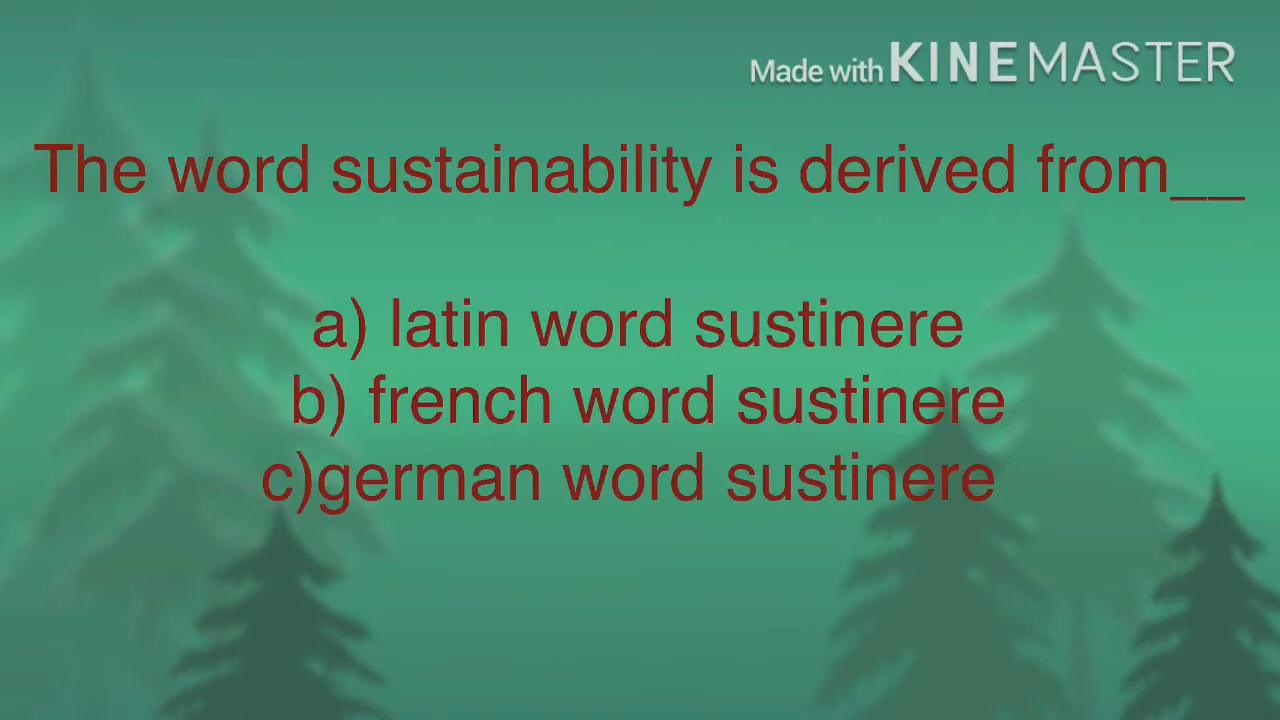 Made with KINEMASTER
The word sustainability is derived from__
a) latin word sustinere
b) french word sustinere
c)german word sustinere